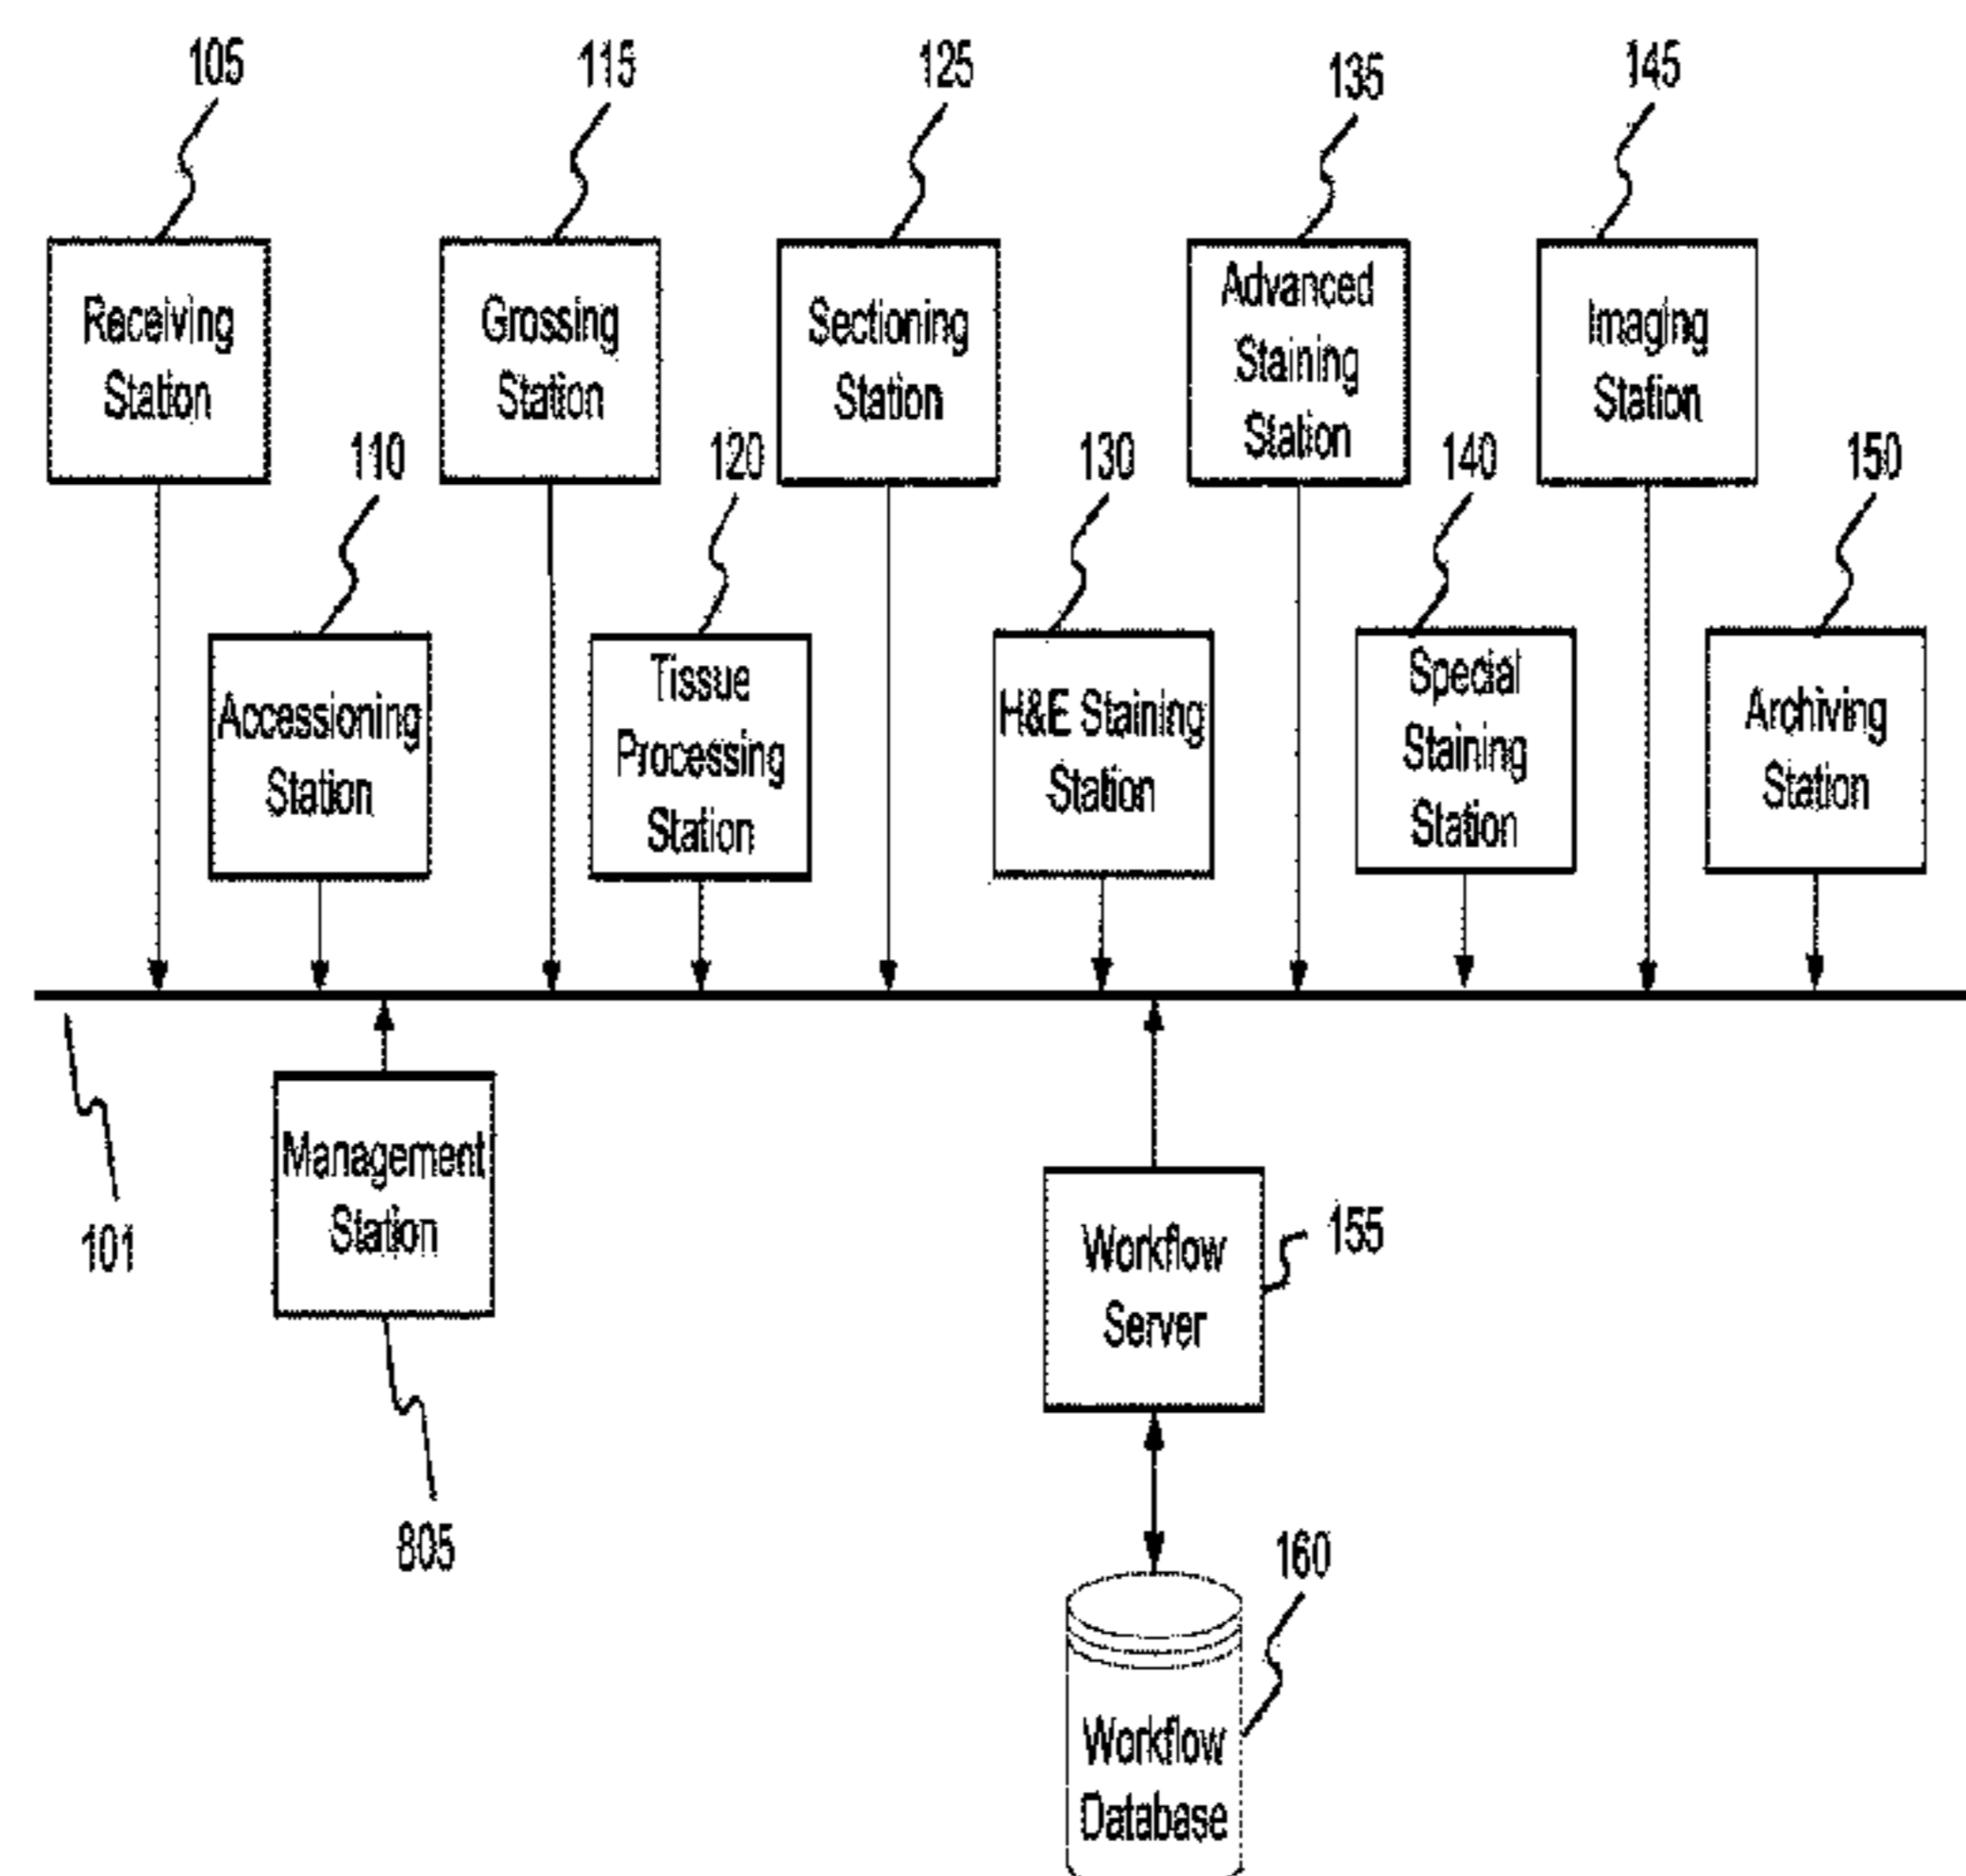 105
115
125
135
145
Receiving
Station
Grossing
Station
Sectioning
Station
Advanced
Staining
Station
Imaging
Station
110
120
130
140
150
Accessioning
Station
Tissue
Processing
Station
H&E Staining
Station
Special
Staining
Station
Archiving
Station
101
Management
Station
805
Workflow
Server
155
160
Workflow
Database